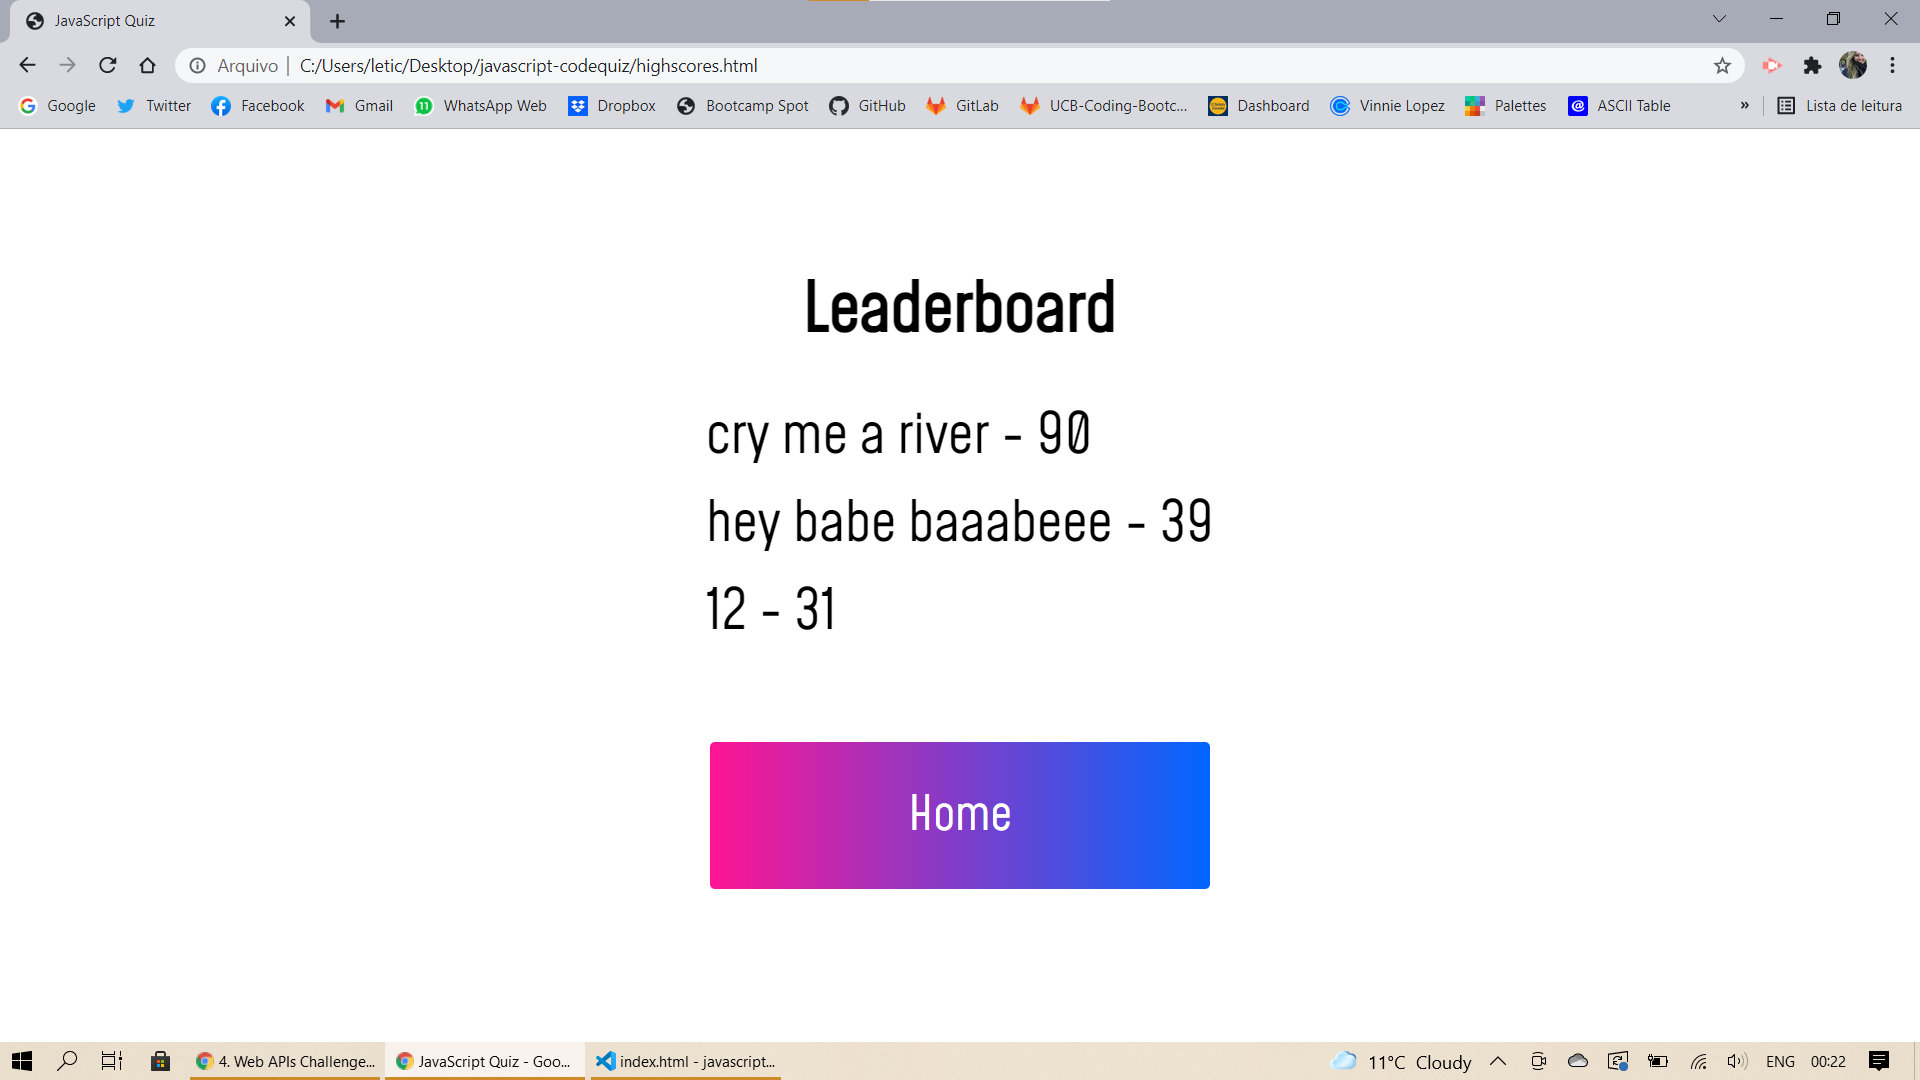 JavaScript Quiz
Arquivo | C:/Users/letic/Desktop/javascript-codequiz/highscores.html
Google Twitter Facebook Gmail 11 WhatsApp Web Dropbox Bootcamp Spot GitHub GitLab UCB-Coding-Bootc... Dashboard Vinnie Lopez Palettes @ ASCII Table » Lista de leitura
Leaderboard
cry me a river - 90
hey babe baaabeee - 39
12 - 31
Home
4. Web APIs Challenge... JavaScript Quiz - Goo... index.html - javascript... 11°C Cloudy ENG 00:22